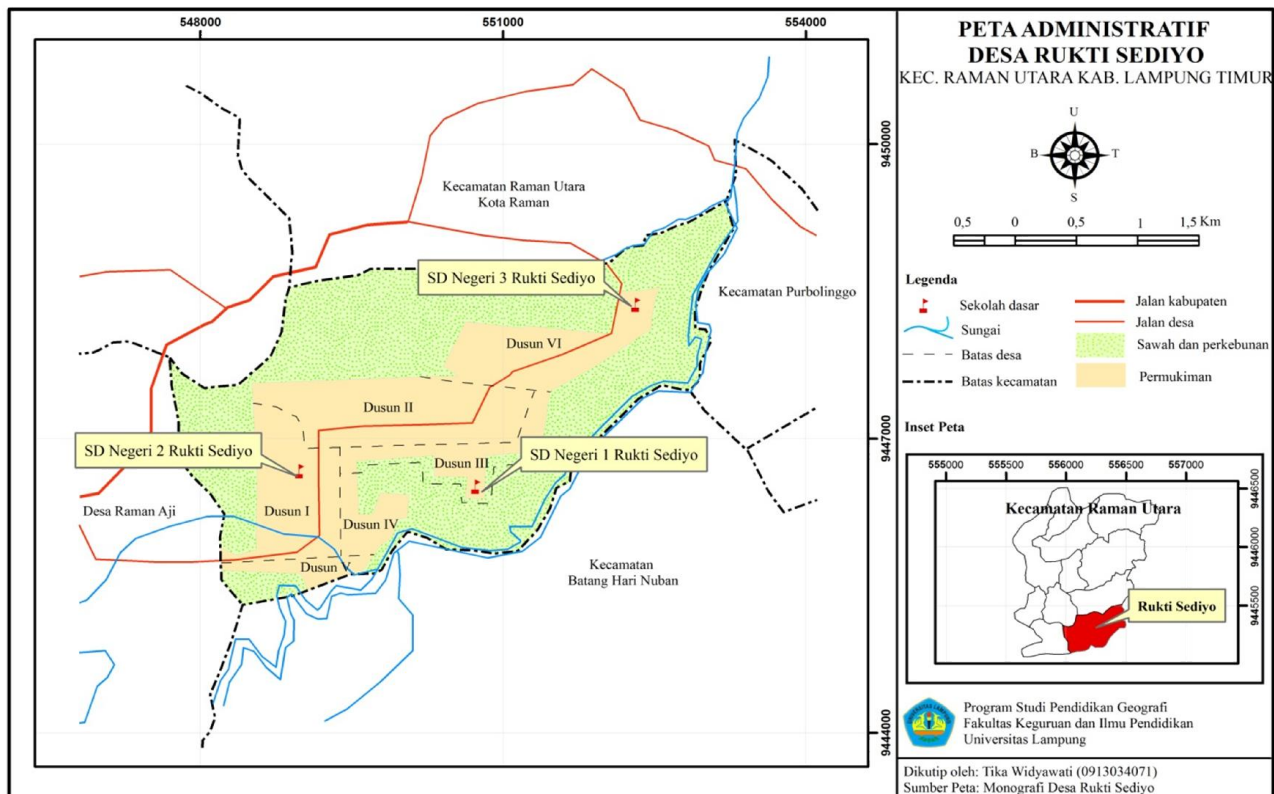 548000
551000
554000
9450000
9447000
9444000
Kecamatan Raman Utara
Kota Raman
SD Negeri 3 Rukti Sediyo
Kecamatan Purbolinggo
Dusun VI
Dusun II
SD Negeri 2 Rukti Sediyo
Dusun III
SD Negeri 1 Rukti Sediyo
Desa Raman Aji
Dusun I
Dusun IV
Dusun V
Kecamatan
Batang Hari Nuban
PETA ADMINISTRATIF
DESA RUKTI SEDIYO
KEC. RAMAN UTARA KAB. LAMPUNG TIMUR
U
B
T
S
0,5 0 0,5 1 1,5 Km
Legenda
Sekolah dasar
Sungai
Batas desa
Batas kecamatan
Jalan kabupaten
Jalan desa
Sawah dan perkebunan
Permukiman
Inset Peta
555000 556000 556000 556500 557000
9446500
9446000
9445500
Kecamatan Raman Utara
Rukti Sediyo
Program Studi Pendidikan Geografi
Fakultas Keguruan dan Ilmu Pendidikan
Universitas Lampung
Dikutip oleh: Tika Widyawati (0913034071)
Sumber Peta: Monografi Desa Rukti Sediyo